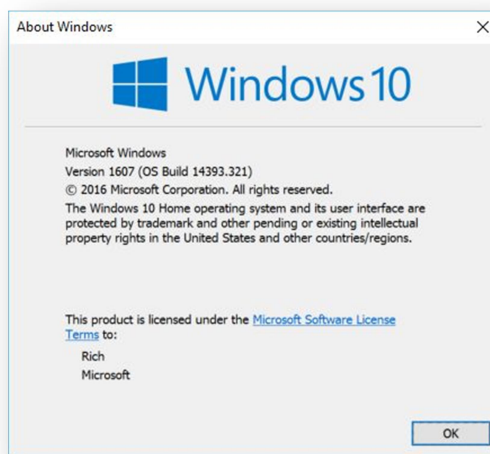 About Windows
Windows 10
Microsoft Windows
Version 1607 (OS Build 14393.321)
© 2016 Microsoft Corporation. All rights reserved.
The Windows 10 Home operating system and its user interface are
protected by trademark and other pending or existing intellectual
property rights in the United States and other countries/regions.
This product is licensed under the Microsoft Software License
Terms to:
Rich
Microsoft
OK